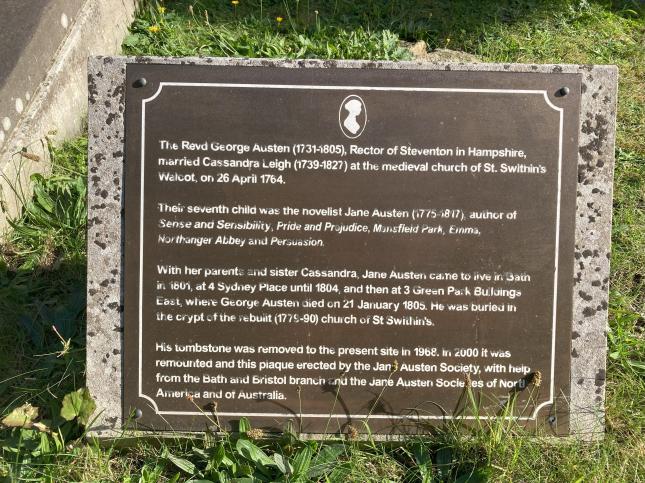 The Revd George Austen (1731-1805), Rector of Steventon in Hampshire,
married Cassandra Leigh (1739-1827) at the medieval church of St. Swithin's
Walcot, on 26 April 1764.
Their seventh child was the novelist Jane Austen (1775-1817), author of
Sense and Sensibility, Pride and Prejudice, Mansfield Park, Emma,
Northanger Abbey and Persuasion.
With her parents and sister Cassandra, Jane Austen came to live in Bath
in 1801, at 4 Sydney Place until 1804, and then at 3 Green Park Buildings
East, where George Austen died on 21 January 1805. He was buried in
the crypt of the rebuilt (1779-90) church of St Swithin's.
His tombstone was removed to the present site in 1968. In 2000 it was
remounted and this plaque erected by the Jane Austen Society, with help
from the Bath and Bristol branch and the Jane Austen Societies of North
America and of Australia.